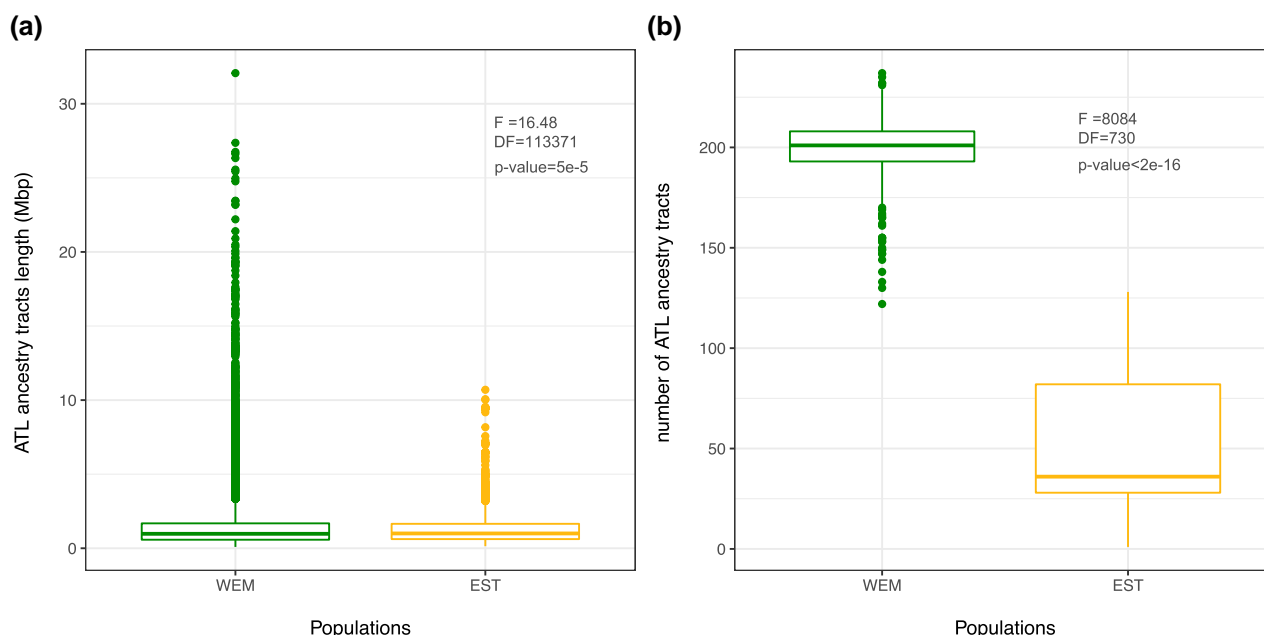 (a)
ATL ancestry tracts length (Mbp)
30
20
10
0
F =16.48
DF=113371
p-value=5e-5
WEM
EST
Populations
(b)
number of ATL ancestry tracts
200
150
100
50
0
F =8084
DF=730
p-value<2e-16
WEM
EST
Populations